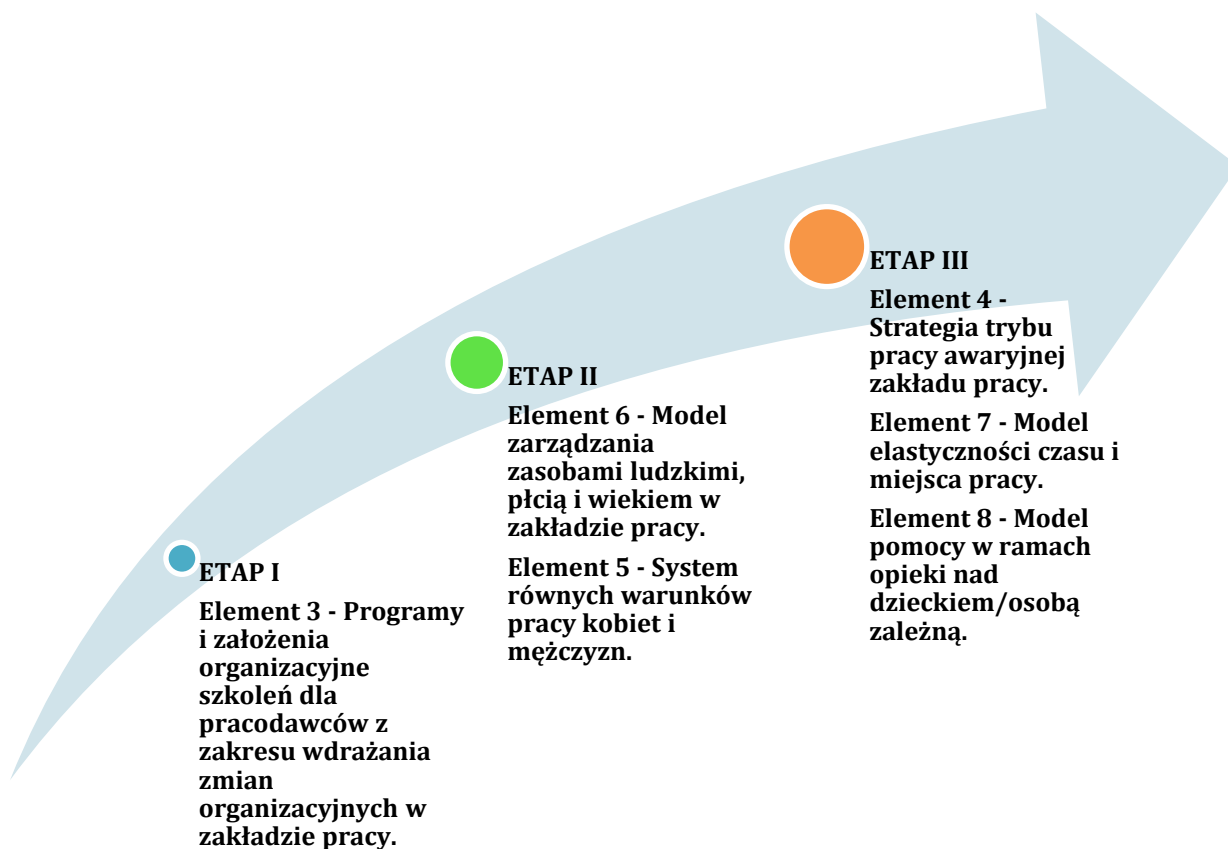 ETAP I
Element 3 - Programy
i założenia
organizacyjne
szkoleń dla
pracodawców z
zakresu wdrażania
zmian
organizacyjnych w
zakładzie pracy.
ETAP II
Element 6 - Model
zarządzania
zasobami ludzkimi,
płcią i wiekiem w
zakładzie pracy.
Element 5 - System
równych warunków
pracy kobiet i
mężczyzn.
ETAP III
Element 4 -
Strategia trybu
pracy awaryjnej
zakładu pracy.
Element 7 - Model
elastyczności czasu i
miejsca pracy.
Element 8 - Model
pomocy w ramach
opieki nad
dzieckiem/osobą
zależną.